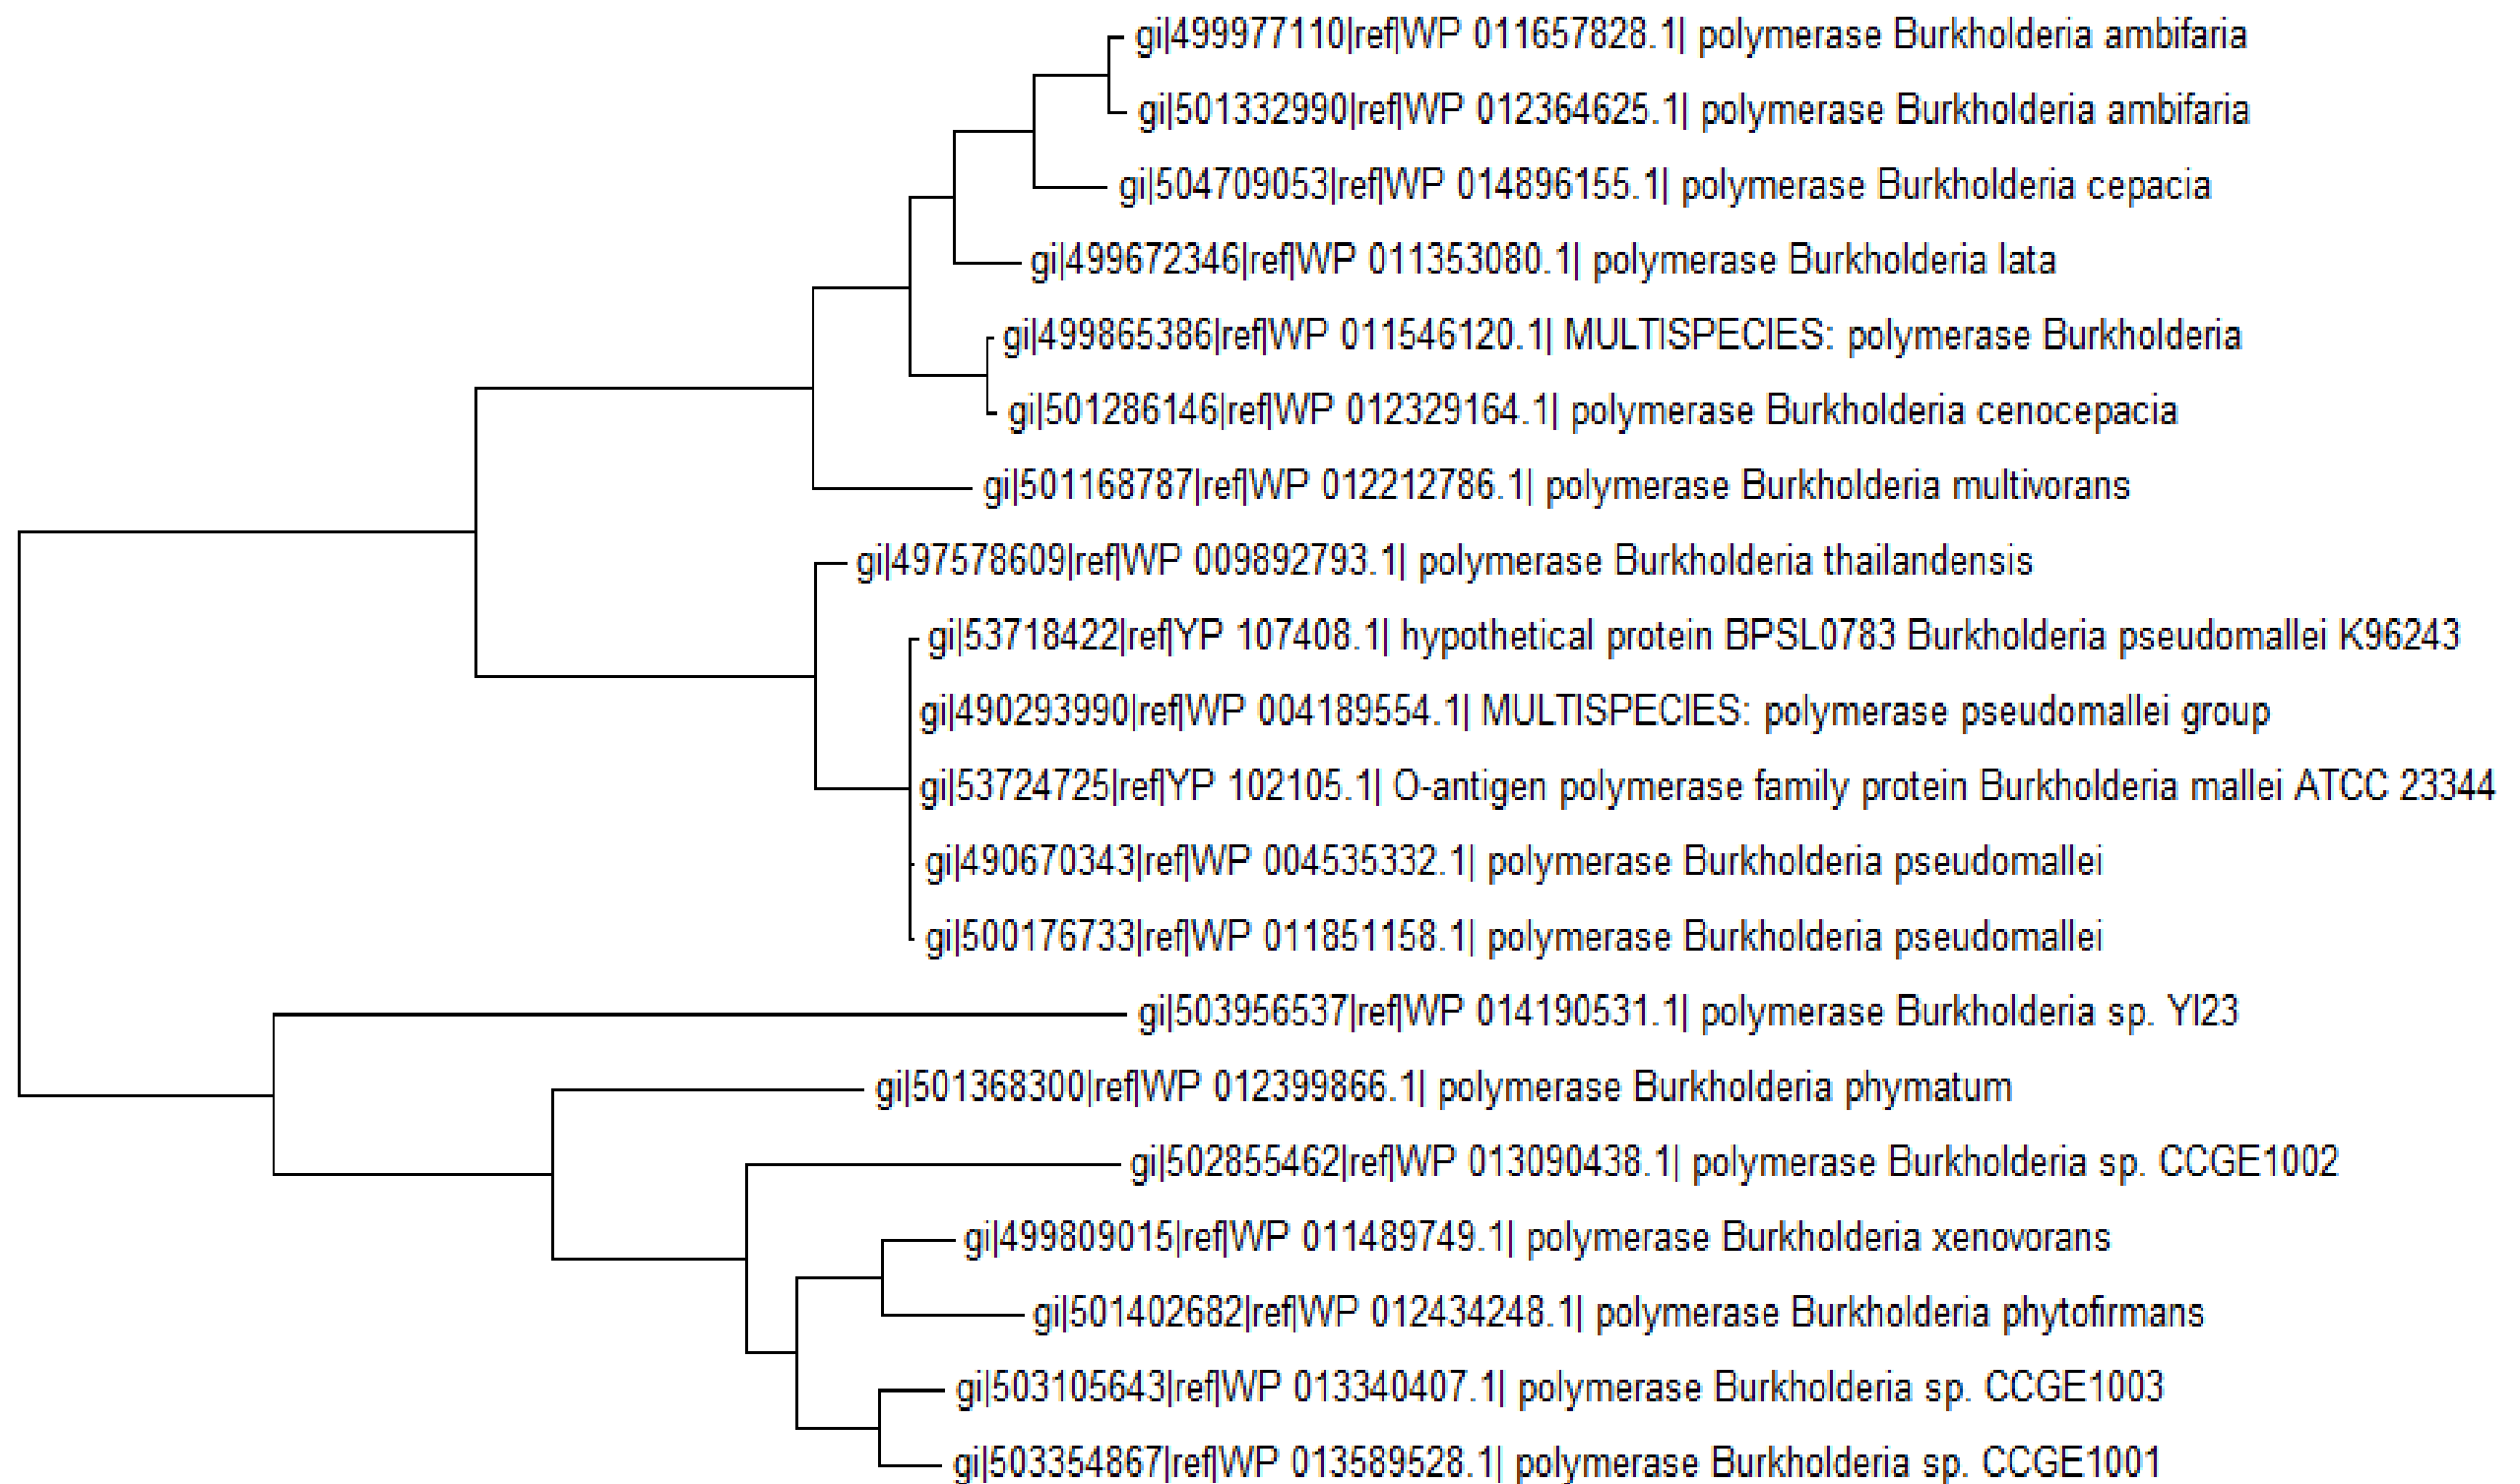 gi|499977110|ref|WP 011657828.1| polymerase Burkholderia ambifaria
gi|501332990|ref|WP 012364625.1| polymerase Burkholderia ambifaria
gi|504709053|ref|WP 014896155.1| polymerase Burkholderia cepacia
gi|499672346|ref|WP 011353080.1| polymerase Burkholderia lata
gi|499865386|ref|WP 011546120.1| MULTISPECIES: polymerase Burkholderia
gi|501286146|ref|WP 012329164.1| polymerase Burkholderia cenocepacia
gi|501168787|ref|WP 012212786.1| polymerase Burkholderia multivorans
gi|497578609|ref|WP 009892793.1| polymerase Burkholderia thailandensis
gi|53718422|ref|YP 107408.1| hypothetical protein BPSL0783 Burkholderia pseudomallei K96243
gi|490293990|ref|WP 004189554.1| MULTISPECIES: polymerase pseudomallei group
gi|53724725|ref|YP 102105.1| O-antigen polymerase family protein Burkholderia mallei ATCC 23344
gi|490670343|ref|WP 004535332.1| polymerase Burkholderia pseudomallei
gi|500176733|ref|WP 011851158.1| polymerase Burkholderia pseudomallei
gi|503956537|ref|WP 014190531.1| polymerase Burkholderia sp. YI23
gi|501368300|ref|WP 012399866.1| polymerase Burkholderia phymatum
gi|502855462|ref|WP 013090438.1| polymerase Burkholderia sp. CCGE1002
gi|499809015|ref|WP 011489749.1| polymerase Burkholderia xenovorans
gi|501402682|ref|WP 012434248.1| polymerase Burkholderia phytofirmans
gi|503105643|ref|WP 013340407.1| polymerase Burkholderia sp. CCGE1003
gi|503354867|ref|WP 013589528.1| polymerase Burkholderia sp. CCGE1001